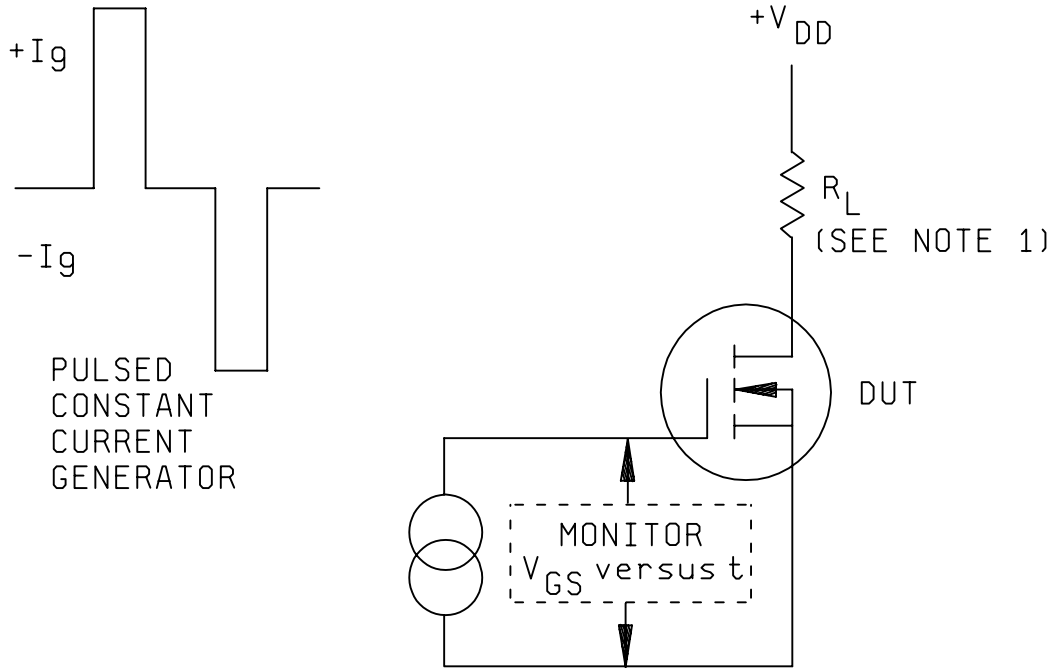 +Ig
-Ig
PULSED
CONSTANT
CURRENT
GENERATOR
+VDD
RL
(SEE NOTE 1)
DUT
MONITOR
VGS versus t